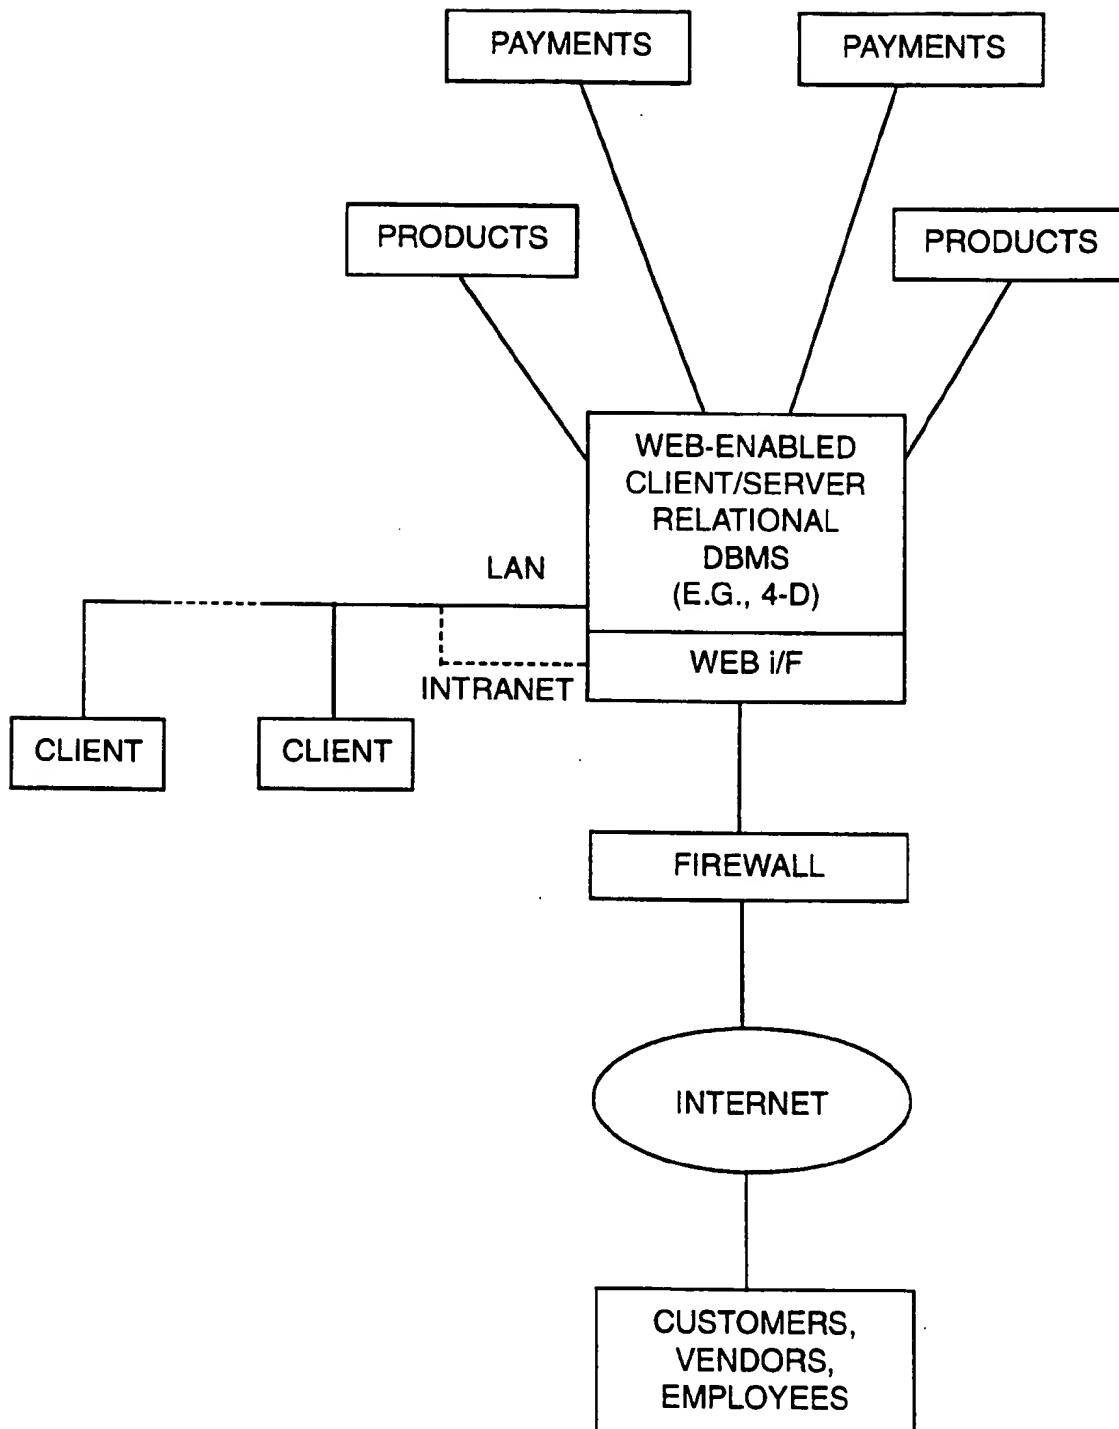 PAYMENTS
PAYMENTS
PRODUCTS
PRODUCTS
WEB-ENABLED
CLIENT/SERVER
RELATIONAL
DBMS
(E.G., 4-D)
LAN
WEB i/F
INTRANET
CLIENT
CLIENT
FIREWALL
INTERNET
CUSTOMERS,
VENDORS,
EMPLOYEES